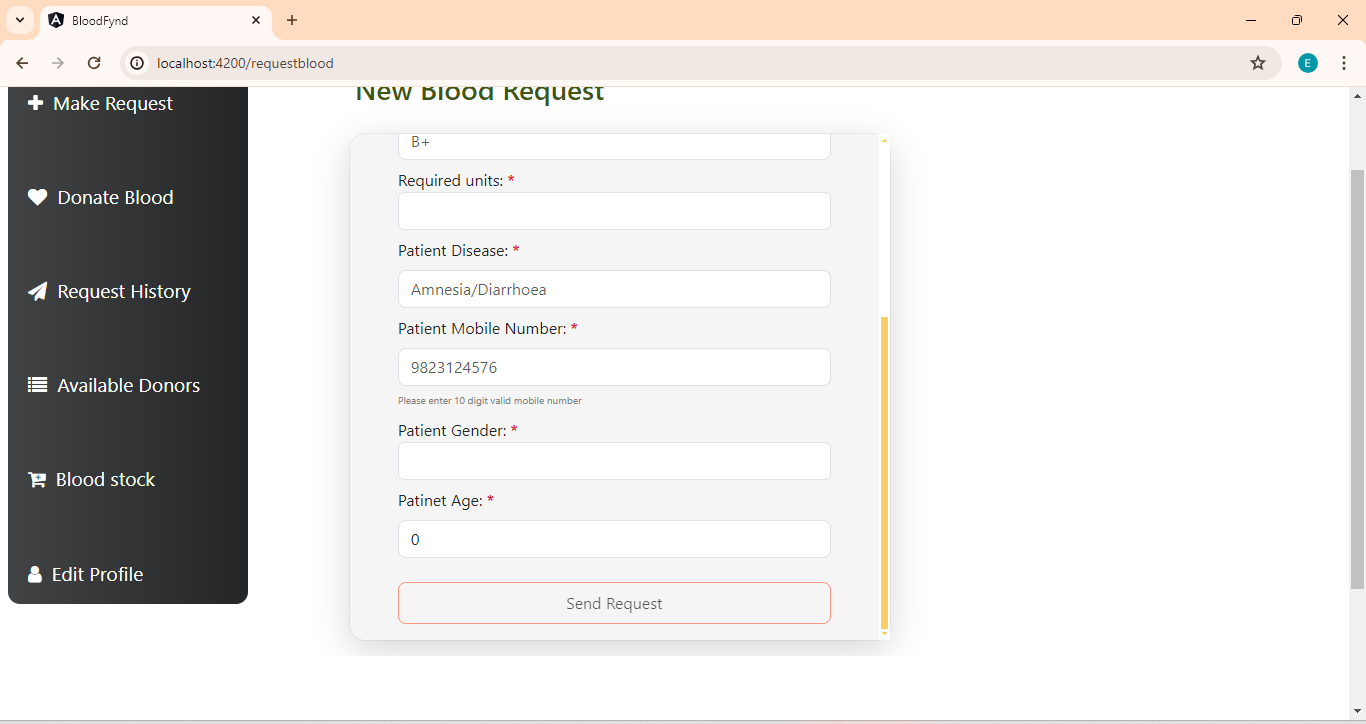 BloodFynd
localhost:4200/requestblood
E
Make Request
Donate Blood
Request History
Available Donors
Blood stock
Edit Profile
New Blood Request
B+
Required units: *
Patient Disease: *
Amnesia/Diarrhoea
Patient Mobile Number: *
9823124576
Please enter 10 digit valid mobile number
Patient Gender: *
Patinet Age: *
0
Send Request